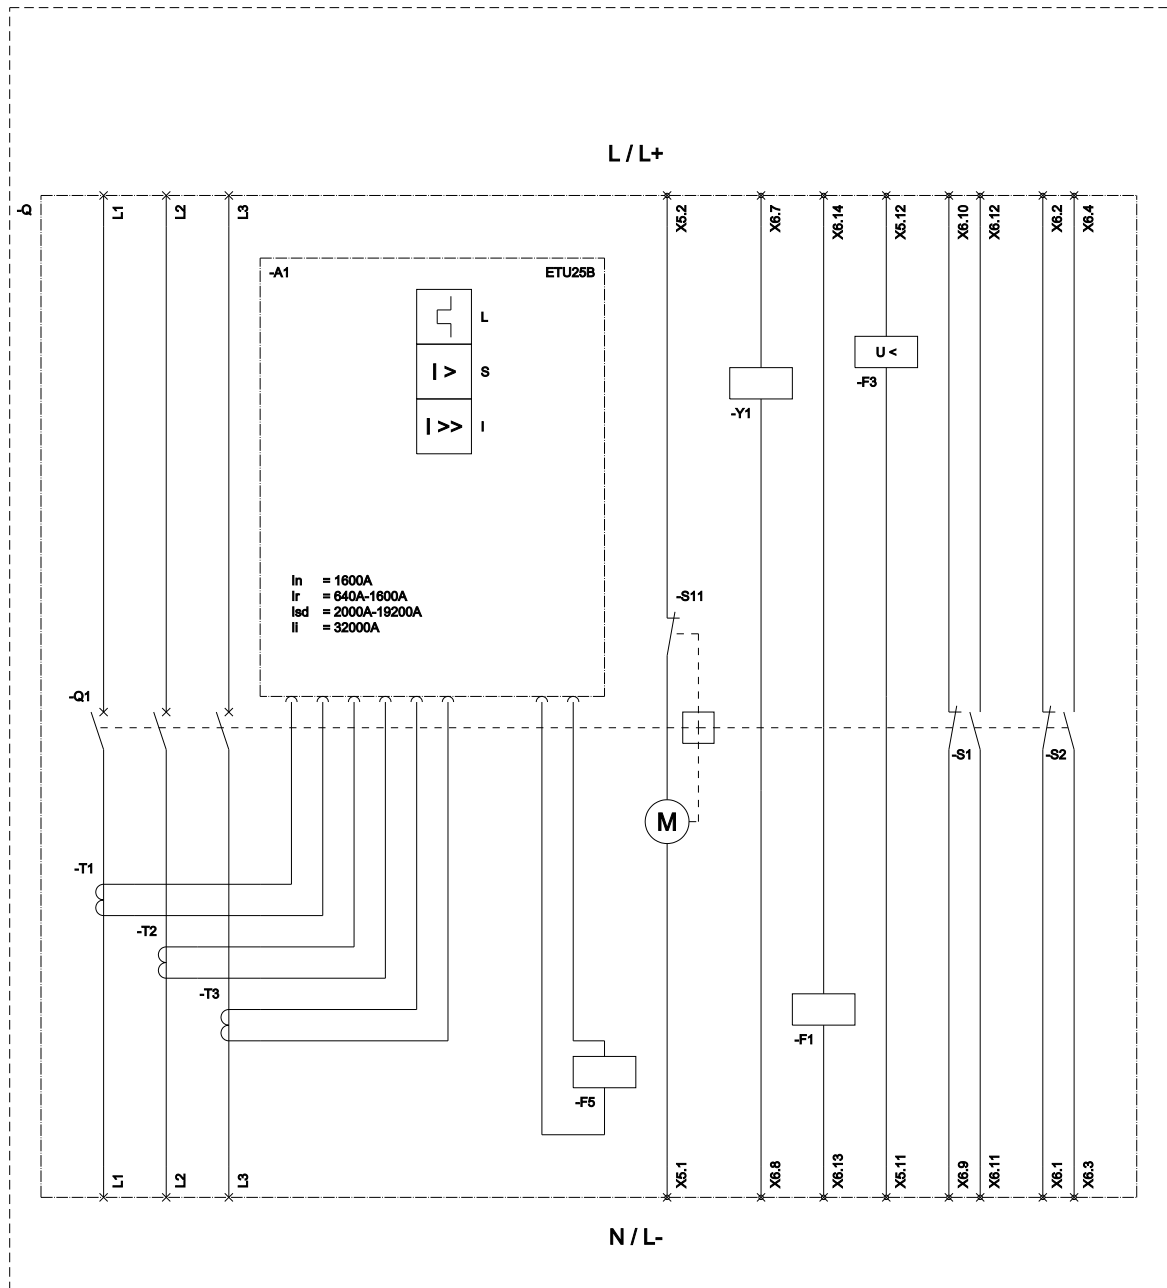 L / L+
-Q
L1
L2
L3
X5.2
X6.7
X6.14
X5.12
X6.10
X6.12
X6.2
X6.4
-A1 ETU25B
L
I > S
I >> I
U <
-F3
-Y1
In = 1600A
Ir = 640A-1600A
Isd = 2000A-19200A
Ii = 32000A
-S11
-Q1
-S1
-S2
M
-T1
-T2
-T3
-F1
-F5
L1
L2
L3
X5.1
X6.8
X6.13
X5.11
X6.9
X6.11
X6.1
X6.3
N / L-